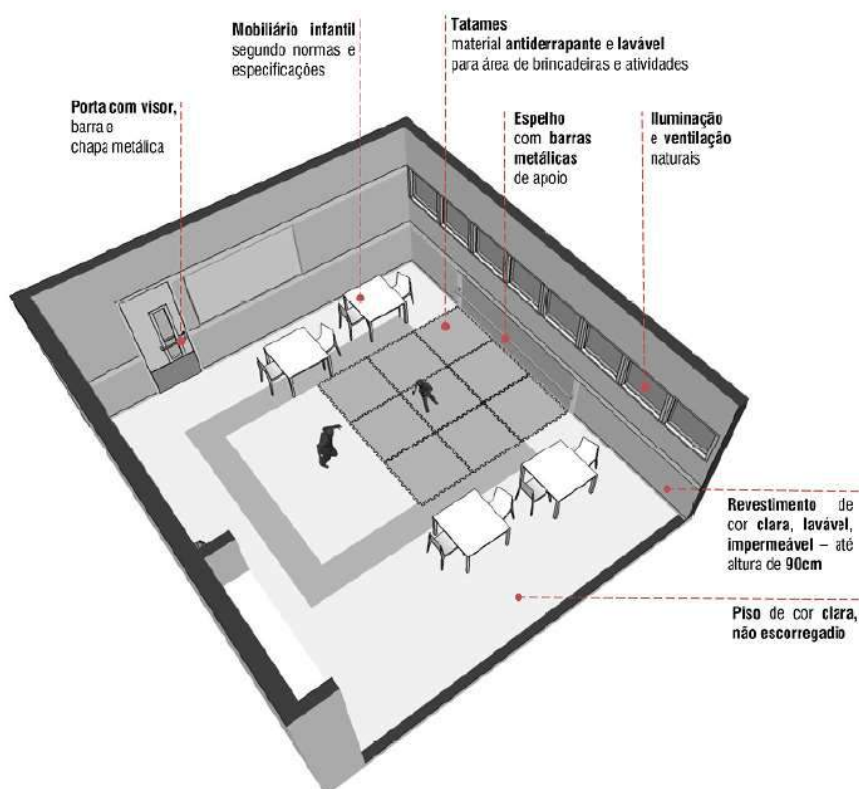 Mobiliário infantil
segundo normas e
especificações
Tatames
material antiderrapante e lavável
para área de brincadeiras e atividades
Porta com visor,
barra e
chapa metálica
Espelho
com barras
metálicas
de apoio
Iluminação
e ventilação
naturais
Revestimento de
cor clara, lavável,
impermeável – até
altura de 90cm
Piso de cor clara,
não escorregadio